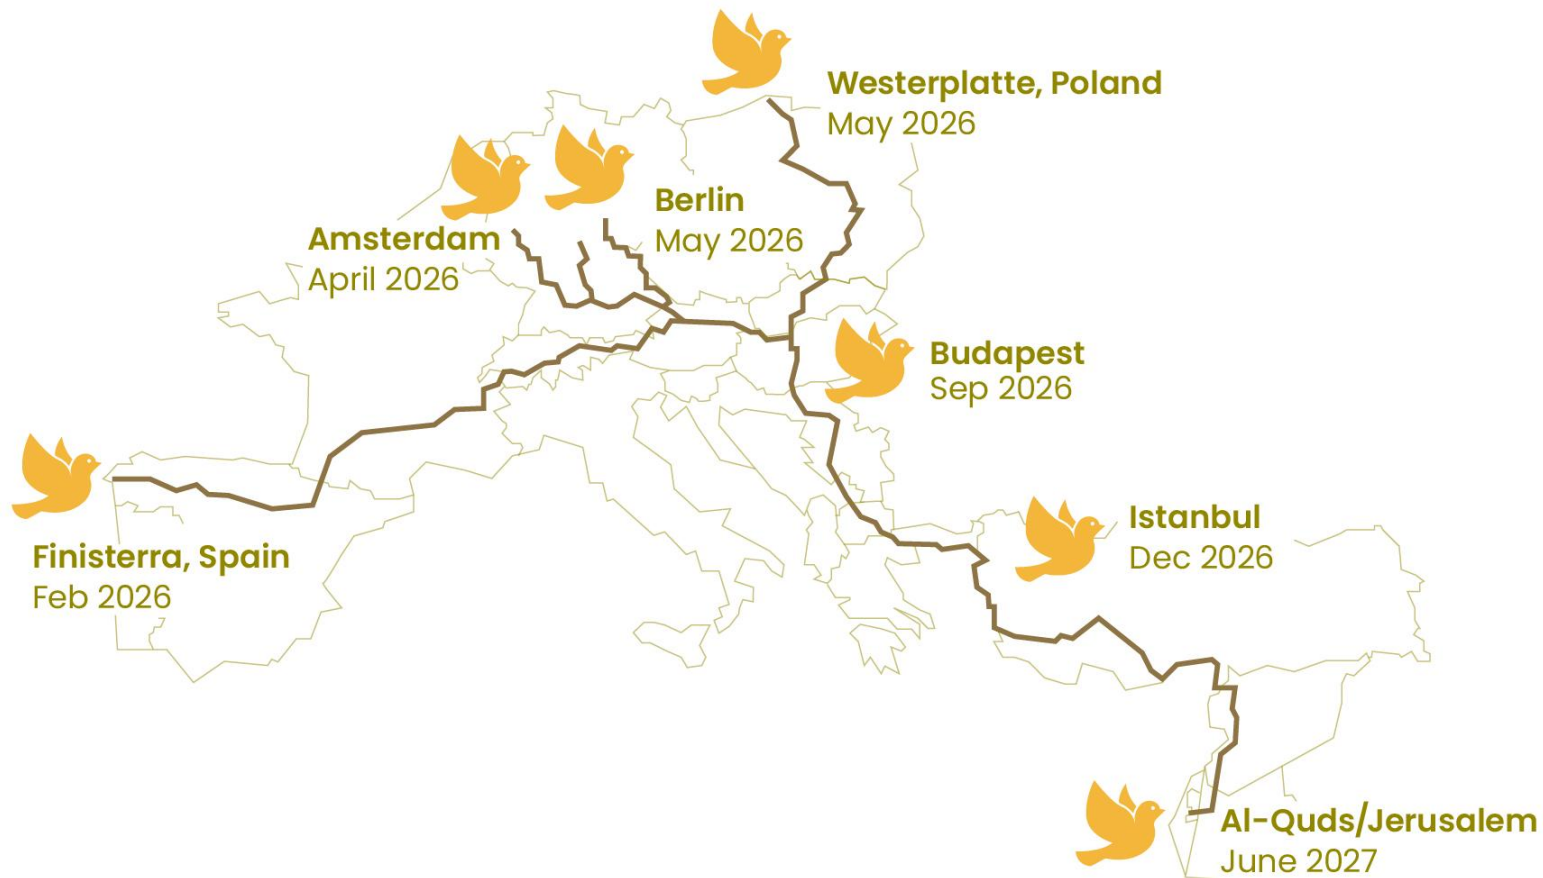 Westerplatte, Poland
May 2026
Berlin
May 2026
Amsterdam
April 2026
Budapest
Sep 2026
Finisterra, Spain
Feb 2026
Istanbul
Dec 2026
Al-Quds/Jerusalem
June 2027